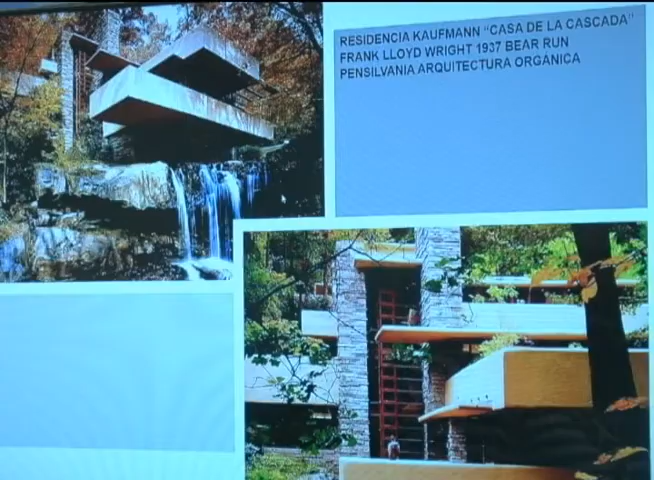 RESIDENCIA KAUFMANN "CASA DE LA CASCADA"
FRANK LLOYD WRIGHT 1937 BEAR RUN
PENSILVANIA ARQUITECTURA ORGANICA